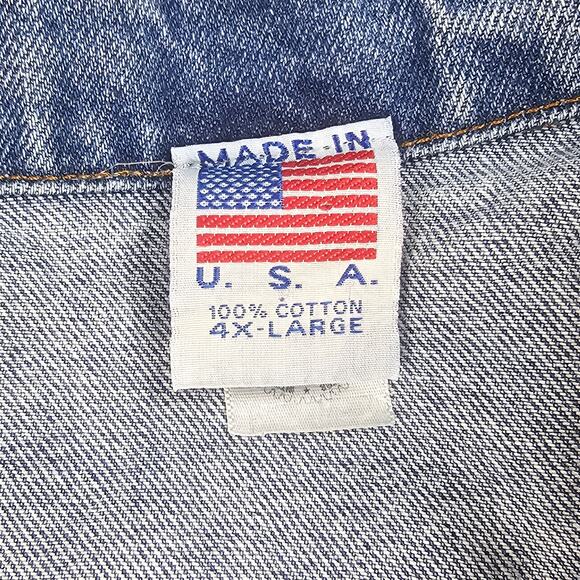 MADE IN
U. S. A.
100% COTTON
4X-LARGE